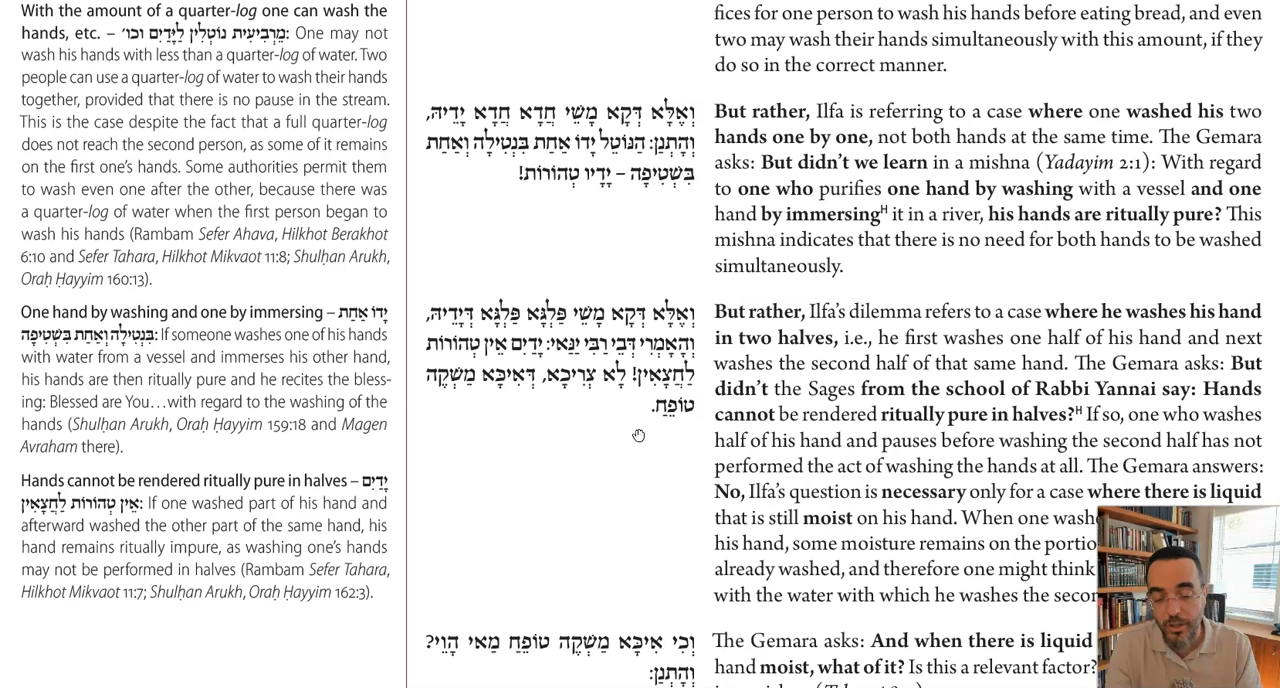 With the amount of a quarter-log one can wash the
hands, etc. – מֵרְבִיעִית נוֹטְלִין לַיָּדַיִם וכו׳: One may not
wash his hands with less than a quarter-log of water. Two
people can use a quarter-log of water to wash their hands
together, provided that there is no pause in the stream.
This is the case despite the fact that a full quarter-log
does not reach the second person, as some of it remains
on the first one's hands. Some authorities permit them
to wash even one after the other, because there was
a quarter-log of water when the first person began to
wash his hands (Rambam Sefer Ahava, Hilkhot Berakhot
6:10 and Sefer Tahara, Hilkhot Mikvaot 11:8; Shulḥan Arukh,
Oraḥ Ḥayyim 160:13).
One hand by washing and one by immersing – יָדוֹ אַחַת
בִּנְטִילָה וְאַחַת בִּשְׁטִיפָה: If someone washes one of his hands
with water from a vessel and immerses his other hand,
his hands are then ritually pure and he recites the bless-
ing: Blessed are You…with regard to the washing of the
hands (Shulḥan Arukh, Oraḥ Ḥayyim 159:18 and Magen
Avraham there).
Hands cannot be rendered ritually pure in halves – יָדַיִם
אֵין טְהוֹרוֹת לַחֲצָאִין: If one washed part of his hand and
afterward washed the other part of the same hand, his
hand remains ritually impure, as washing one's hands
may not be performed in halves (Rambam Sefer Tahara,
Hilkhot Mikvaot 11:7; Shulḥan Arukh, Oraḥ Ḥayyim 162:3).
וְאֶלָּא דְּקָא מָשֵׁי חֲדָא חֲדָא יָדֵיהּ,
וְהָתְנַן: הַנּוֹטֵל יָדוֹ אַחַת בִּנְטִילָה וְאַחַת
בִּשְׁטִיפָה – יָדָיו טְהוֹרוֹת!
וְאֶלָּא דְּקָא מָשֵׁי פַּלְגָא פַּלְגָא דִּידֵיהּ,
וְהָאָמְרִי דְּבֵי רַבִּי יַנַּאי: יָדַיִם אֵין טְהוֹרוֹת
לַחֲצָאִין! לָא צְרִיכָא, דְּאִיכָּא מַשְׁקֶה
טוֹפֵחַ.
וְכִי אִיכָּא מַשְׁקֶה טוֹפֵחַ מַאי הָוֵי?
וְהָתְנַן:
fices for one person to wash his hands before eating bread, and even
two may wash their hands simultaneously with this amount, if they
do so in the correct manner.
But rather, Ilfa is referring to a case where one washed his two
hands one by one, not both hands at the same time. The Gemara
asks: But didn't we learn in a mishna (Yadayim 2:1): With regard
to one who purifies one hand by washing with a vessel and one
hand by immersingᴴ it in a river, his hands are ritually pure? This
mishna indicates that there is no need for both hands to be washed
simultaneously.
But rather, Ilfa's dilemma refers to a case where he washes his hand
in two halves, i.e., he first washes one half of his hand and next
washes the second half of that same hand. The Gemara asks: But
didn't the Sages from the school of Rabbi Yannai say: Hands
cannot be rendered ritually pure in halves?ᴴ If so, one who washes
half of his hand and pauses before washing the second half has not
performed the act of washing the hands at all. The Gemara answers:
No, Ilfa's question is necessary only for a case where there is liquid
that is still moist on his hand. When one
his hand, some moisture remains on the
already washed, and therefore one might think
with the water with which he washes the
The Gemara asks: And when there is liquid
hand moist, what of it? Is this a relevant factor?